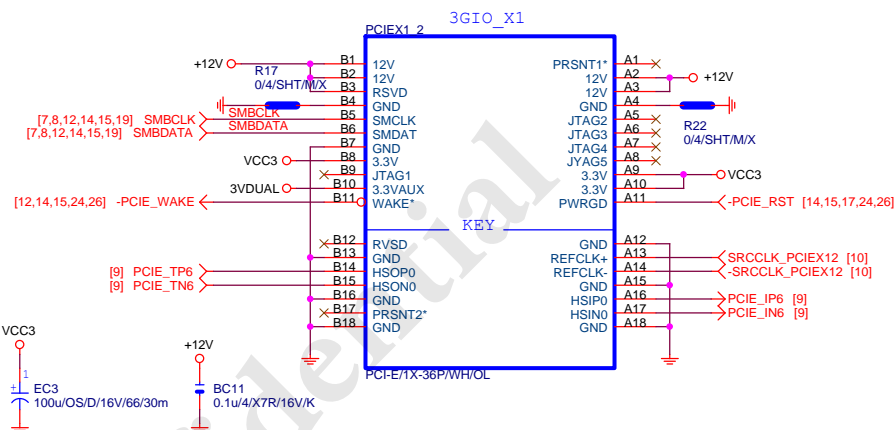 3GIO_X1
PCIEX1_2
+12V
R17
0/4/SHT/M/X
B1 12V PRSNT1* A1
B2 12V 12V A2 +12V
B3 RSVD 12V A3
B4 GND GND A4
[7,8,12,14,15,19] SMBCLK SMBCLK B5 SMCLK JTAG2 A5
[7,8,12,14,15,19] SMBDATA SMBDATA B6 SMDAT JTAG3 A6
R22
0/4/SHT/M/X
B7 GND JTAG4 A7
VCC3 B8 3.3V JYAG5 A8
B9 JTAG1 3.3V A9 VCC3
3VDUAL B10 3.3VAUX 3.3V A10
[12,14,15,24,26] -PCIE_WAKE B11 WAKE* PWRGD A11 -PCIE_RST [14,15,17,24,26]
KEY
B12 RVSD GND A12
B13 GND REFCLK+ A13 SRCCLK_PCIEX12 [10]
[9] PCIE_TP6 B14 HSOP0 REFCLK- A14 -SRCCLK_PCIEX12 [10]
[9] PCIE_TN6 B15 HSON0 GND A15
B16 GND HSIP0 A16 PCIE_IP6 [9]
B17 PRSNT2* HSIN0 A17 PCIE_IN6 [9]
B18 GND GND A18
PCI-E/1X-36P/WH/OL
VCC3
1
+
EC3
100u/OS/D/16V/66/30m
+12V
BC11
0.1u/4/X7R/16V/K